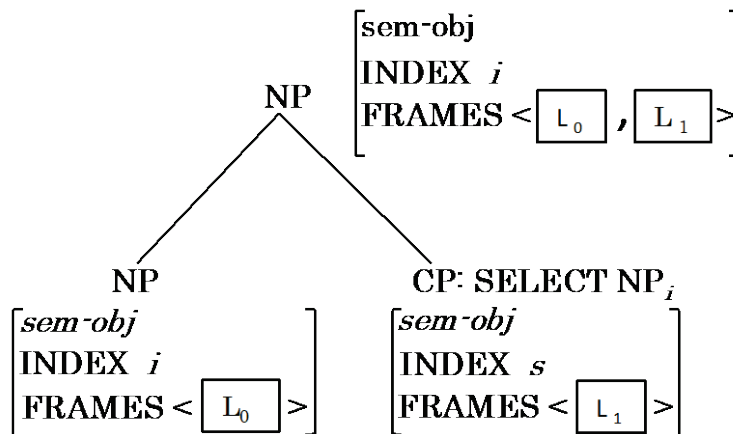 sem-obj
INDEX i
NP
FRAMES < L₀ , L₁ >
NP
CP: SELECT NPᵢ
sem-obj
INDEX i
FRAMES < L₀ >
sem-obj
INDEX s
FRAMES < L₁ >